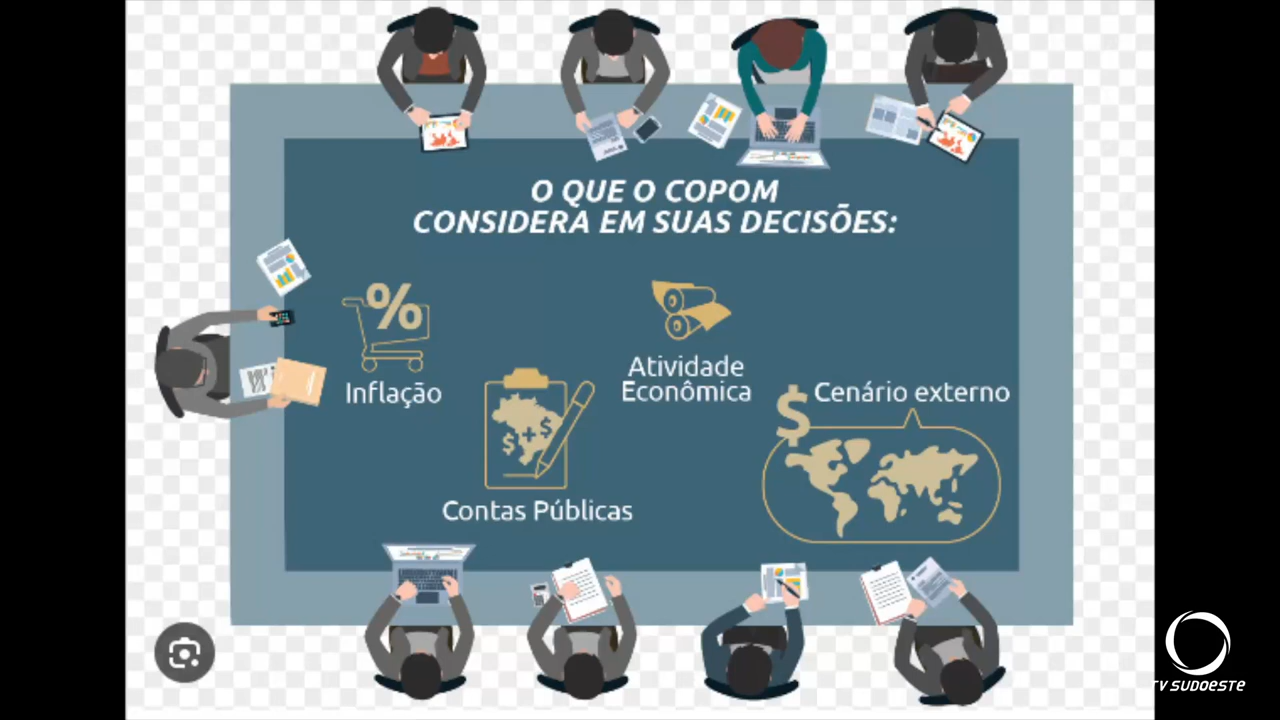 O QUE O COPOM
CONSIDERA EM SUAS DECISÕES:
%
Inflação
Atividade
Econômica
$ Cenário externo
$ + $
Contas Públicas
TV SUDOESTE